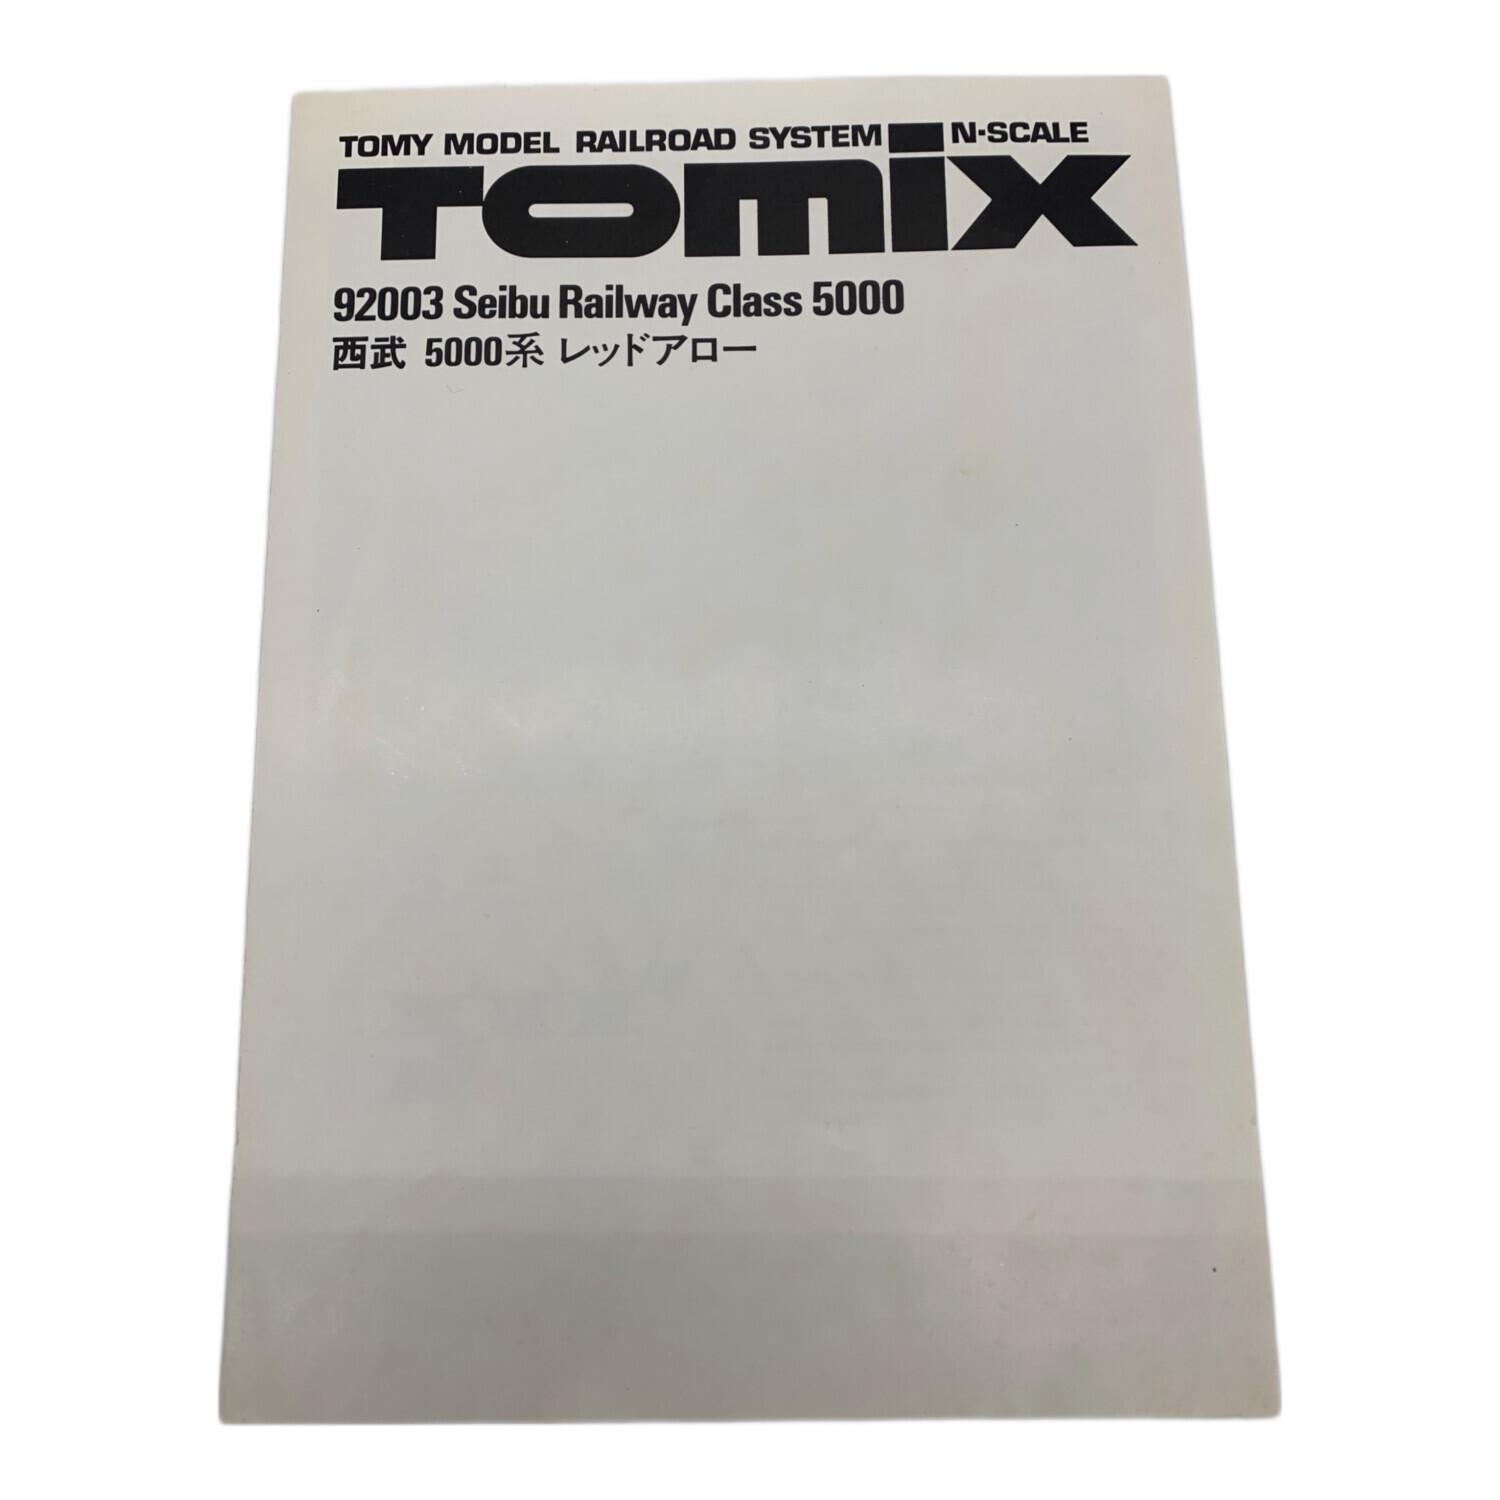 TOMY MODEL RAILROAD SYSTEM N·SCALE
TOMIX
92003 Seibu Railway Class 5000
西武 5000系 レッドアロー